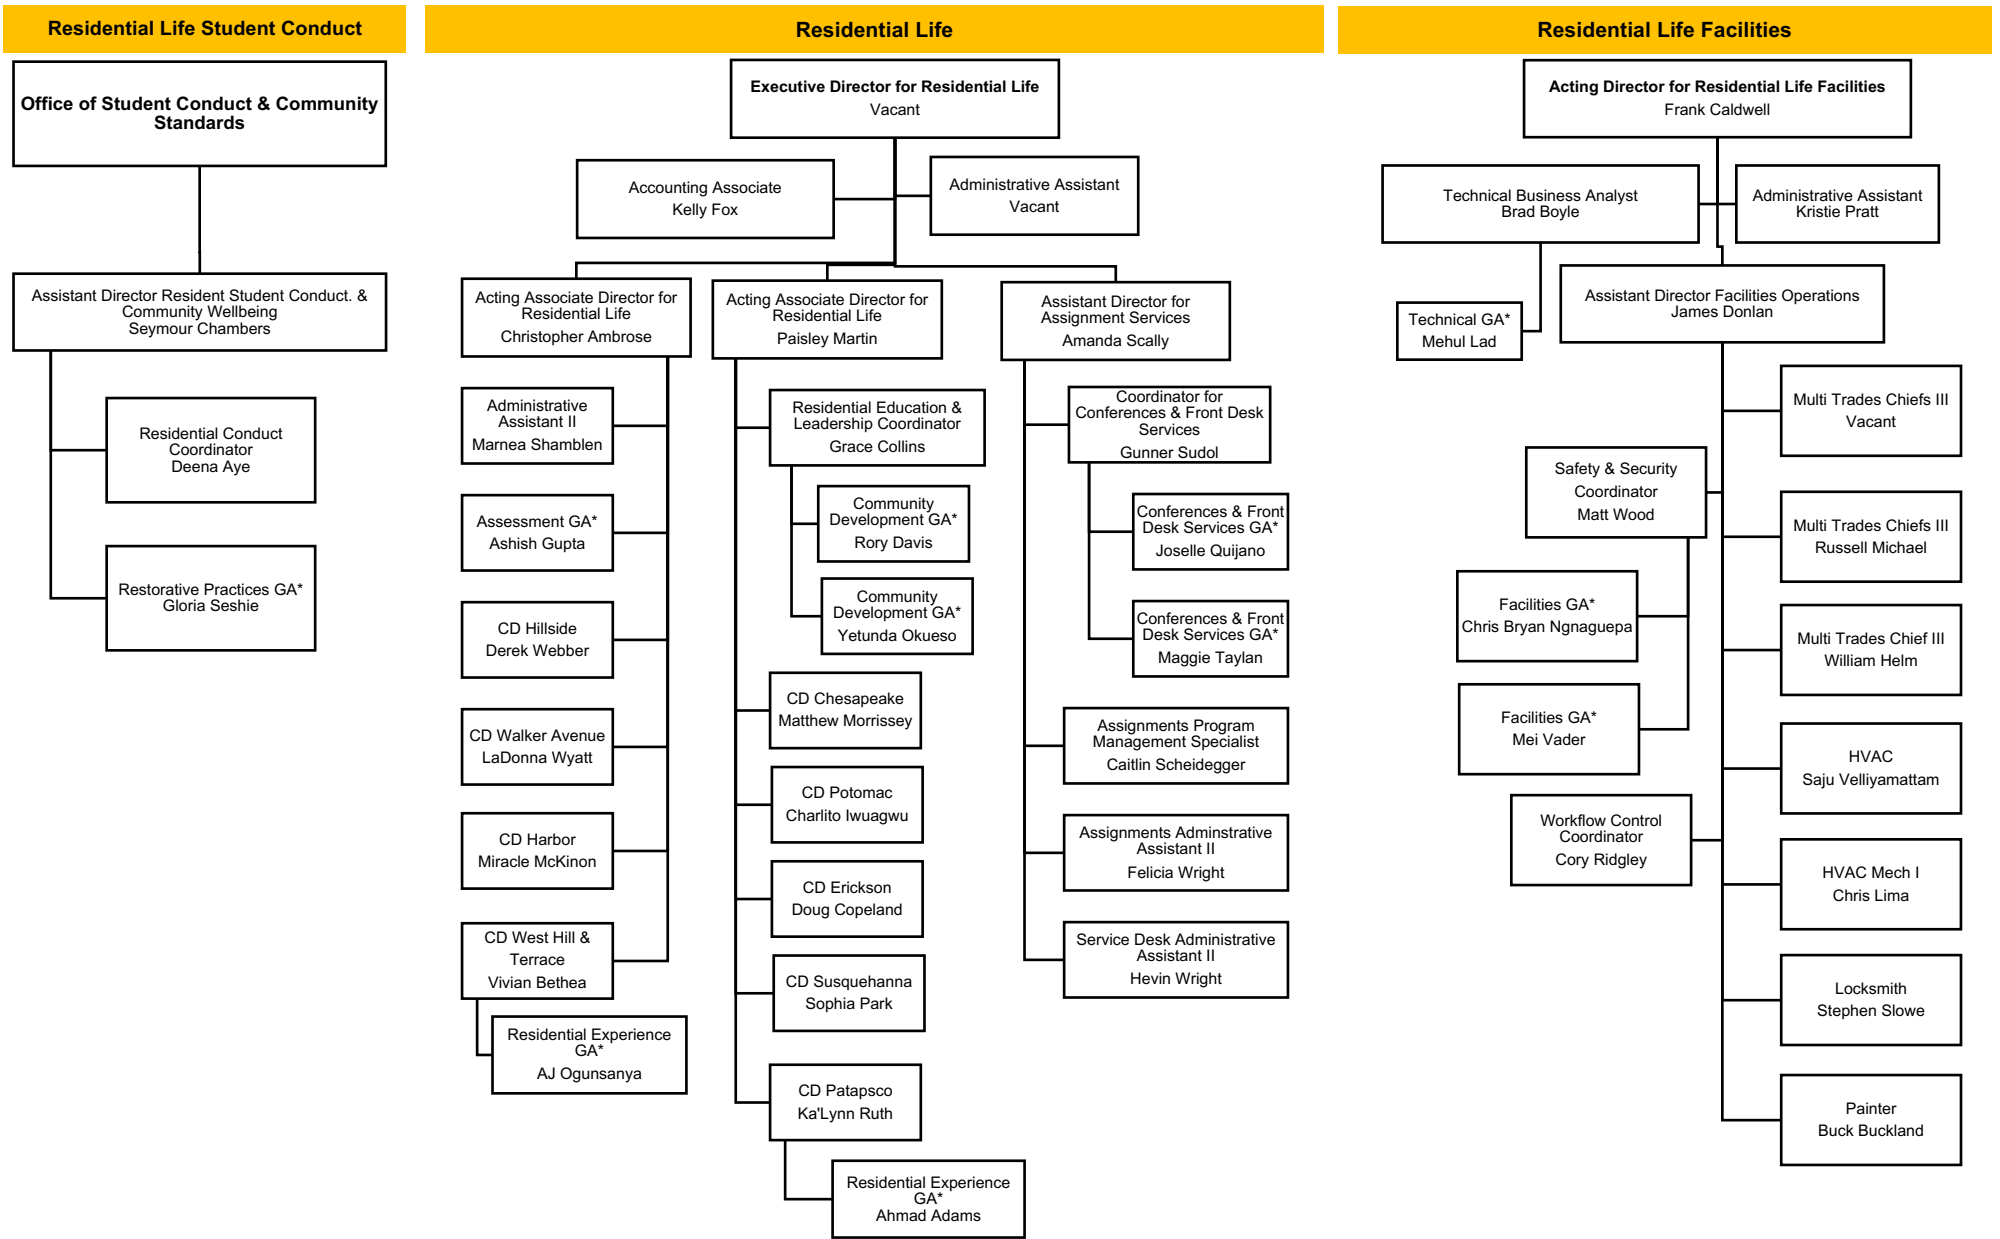 Residential Life Student Conduct
Office of Student Conduct & Community
Standards
Assistant Director Resident Student Conduct. &
Community Wellbeing
Seymour Chambers
Residential Conduct
Coordinator
Deena Aye
Restorative Practices GA*
Gloria Seshie
Residential Life
Executive Director for Residential Life
Vacant
Accounting Associate
Kelly Fox
Administrative Assistant
Vacant
Acting Associate Director for
Residential Life
Christopher Ambrose
Administrative
Assistant II
Marnea Shamblen
Assessment GA*
Ashish Gupta
CD Hillside
Derek Webber
CD Walker Avenue
LaDonna Wyatt
CD Harbor
Miracle McKinon
CD West Hill &
Terrace
Vivian Bethea
Residential Experience
GA*
AJ Ogunsanya
Acting Associate Director for
Residential Life
Paisley Martin
Residential Education &
Leadership Coordinator
Grace Collins
Community
Development GA*
Rory Davis
Community
Development GA*
Yetunda Okueso
CD Chesapeake
Matthew Morrissey
CD Potomac
Charlito Iwuagwu
CD Erickson
Doug Copeland
CD Susquehanna
Sophia Park
CD Patapsco
Ka'Lynn Ruth
Residential Experience
GA*
Ahmad Adams
Assistant Director for
Assignment Services
Amanda Scally
Coordinator for
Conferences & Front Desk
Services
Gunner Sudol
Conferences & Front
Desk Services GA*
Joselle Quijano
Conferences & Front
Desk Services GA*
Maggie Taylan
Assignments Program
Management Specialist
Caitlin Scheidegger
Assignments Adminstrative
Assistant II
Felicia Wright
Service Desk Administrative
Assistant II
Hevin Wright
Residential Life Facilities
Acting Director for Residential Life Facilities
Frank Caldwell
Technical Business Analyst
Brad Boyle
Administrative Assistant
Kristie Pratt
Technical GA*
Mehul Lad
Assistant Director Facilities Operations
James Donlan
Safety & Security
Coordinator
Matt Wood
Facilities GA*
Chris Bryan Ngnaguepa
Facilities GA*
Mei Vader
Workflow Control
Coordinator
Cory Ridgley
Multi Trades Chiefs III
Vacant
Multi Trades Chiefs III
Russell Michael
Multi Trades Chief III
William Helm
HVAC
Saju Velliyamattam
HVAC Mech I
Chris Lima
Locksmith
Stephen Slowe
Painter
Buck Buckland